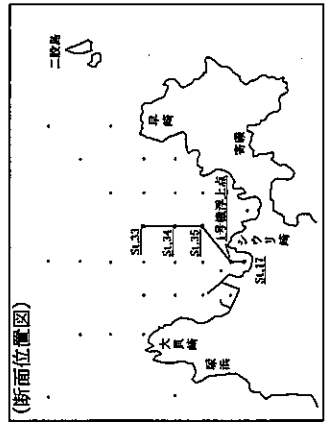 (断面位置図)
二股島
早崎
寄磯
St.33
St.34
St.35
1号機浮上点
シウリ崎
St.17
大貝崎
塚浜